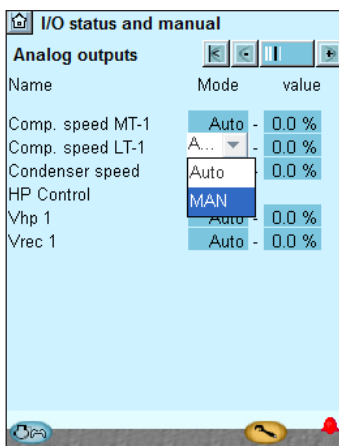 I/O status and manual
Analog outputs
Name Mode value
Comp. speed MT-1 Auto - 0.0 %
Comp. speed LT-1 A... - 0.0 %
Condenser speed Auto - 0.0 %
HP Control MAN
Vhp 1 Auto - 0.0 %
Vrec 1 Auto - 0.0 %